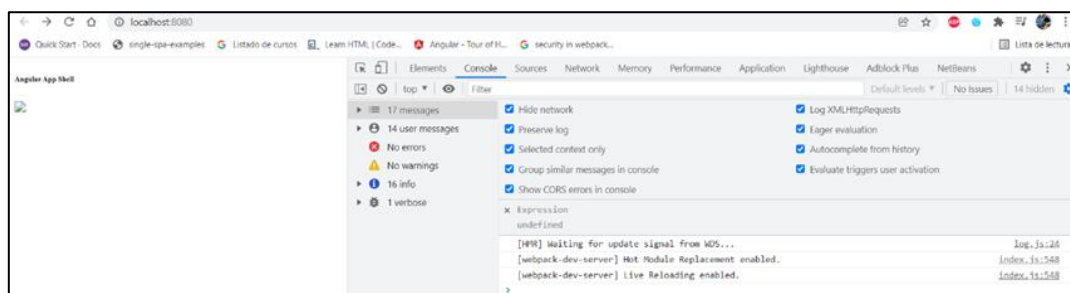 localhost:8080
Quick Start · Docs single-spa-examples Listado de cursos Learn HTML | Code... Angular - Tour of H... security in webpack... Lista de lectura
Angular App Shell
Elements Console Sources Network Memory Performance Application Lighthouse Adblock Plus NetBeans
top Filter Default levels No Issues 14 hidden
17 messages
14 user messages
No errors
No warnings
16 info
1 verbose
Hide network Log XMLHttpRequests
Preserve log Eager evaluation
Selected context only Autocomplete from history
Group similar messages in console Evaluate triggers user activation
Show CORS errors in console
Expression
undefined
[HMR] Waiting for update signal from WDS... log.js:24
[webpack-dev-server] Hot Module Replacement enabled. index.js:548
[webpack-dev-server] Live Reloading enabled. index.js:548